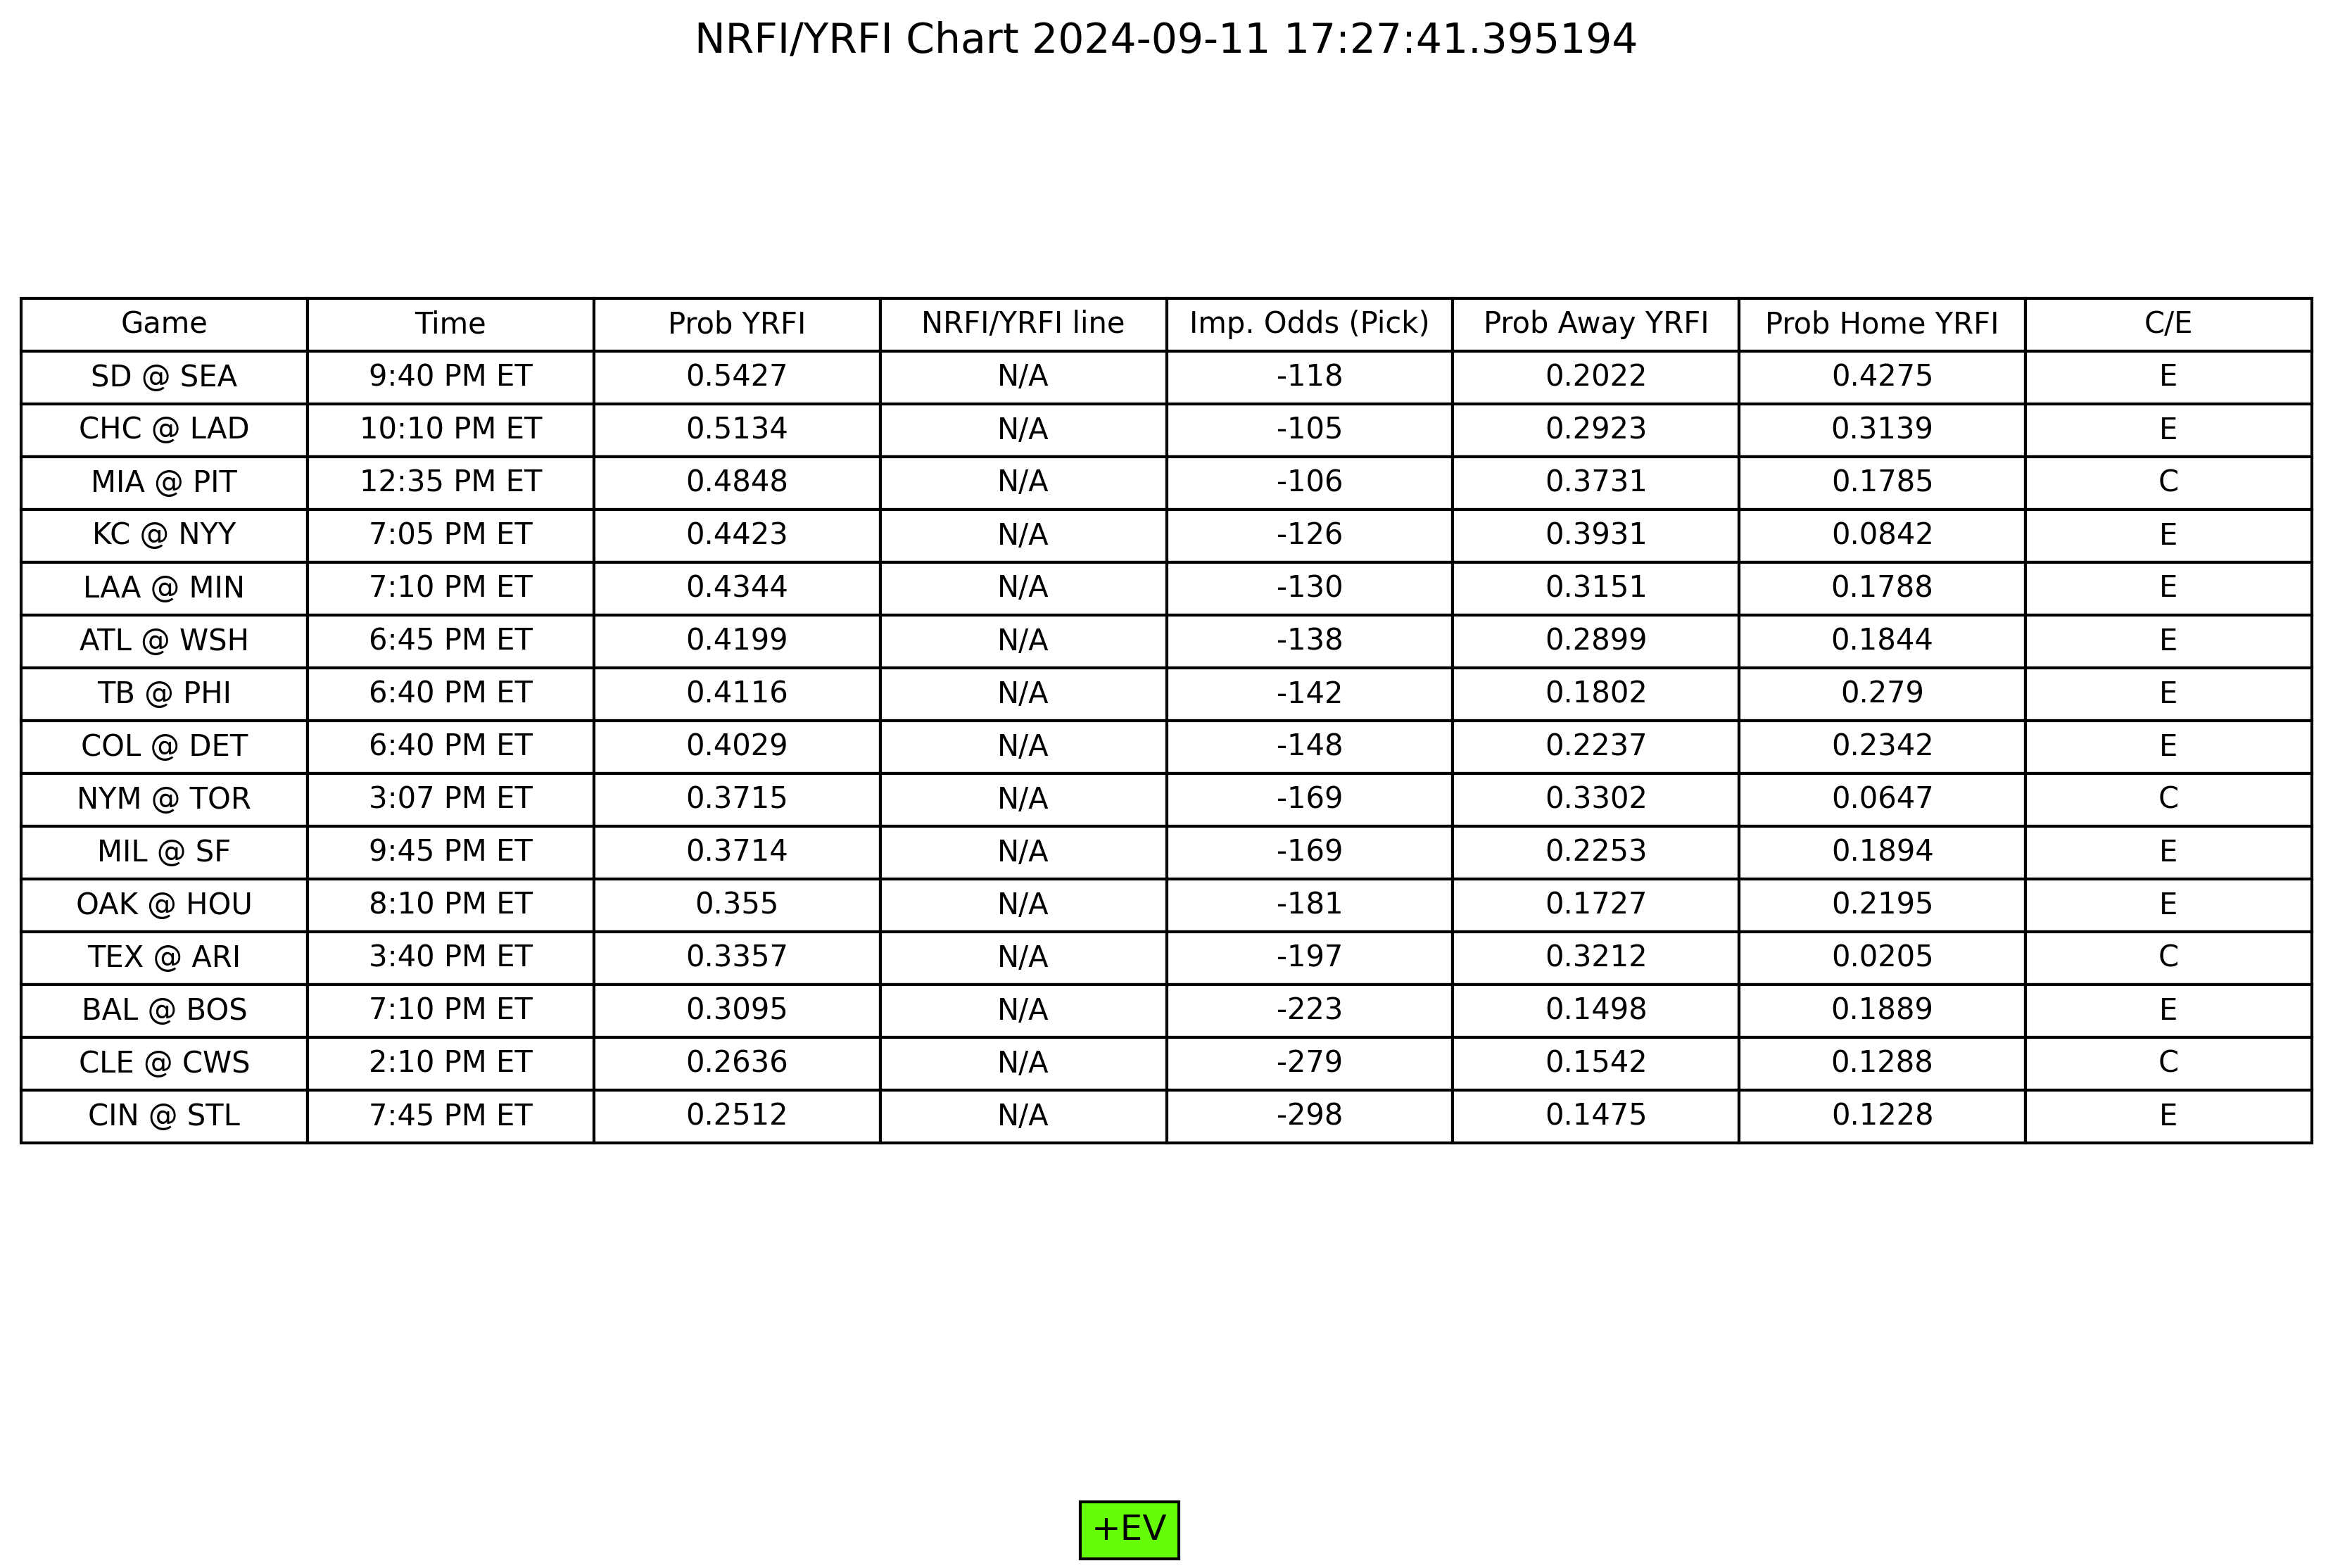 NRFI/YRFI Chart 2024-09-11 17:27:41.395194
Game Time Prob YRFI NRFI/YRFI line Imp. Odds (Pick) Prob Away YRFI Prob Home YRFI C/E
SD @ SEA 9:40 PM ET 0.5427 N/A -118 0.2022 0.4275 E
CHC @ LAD 10:10 PM ET 0.5134 N/A -105 0.2923 0.3139 E
MIA @ PIT 12:35 PM ET 0.4848 N/A -106 0.3731 0.1785 C
KC @ NYY 7:05 PM ET 0.4423 N/A -126 0.3931 0.0842 E
LAA @ MIN 7:10 PM ET 0.4344 N/A -130 0.3151 0.1788 E
ATL @ WSH 6:45 PM ET 0.4199 N/A -138 0.2899 0.1844 E
TB @ PHI 6:40 PM ET 0.4116 N/A -142 0.1802 0.279 E
COL @ DET 6:40 PM ET 0.4029 N/A -148 0.2237 0.2342 E
NYM @ TOR 3:07 PM ET 0.3715 N/A -169 0.3302 0.0647 C
MIL @ SF 9:45 PM ET 0.3714 N/A -169 0.2253 0.1894 E
OAK @ HOU 8:10 PM ET 0.355 N/A -181 0.1727 0.2195 E
TEX @ ARI 3:40 PM ET 0.3357 N/A -197 0.3212 0.0205 C
BAL @ BOS 7:10 PM ET 0.3095 N/A -223 0.1498 0.1889 E
CLE @ CWS 2:10 PM ET 0.2636 N/A -279 0.1542 0.1288 C
CIN @ STL 7:45 PM ET 0.2512 N/A -298 0.1475 0.1228 E
+EV